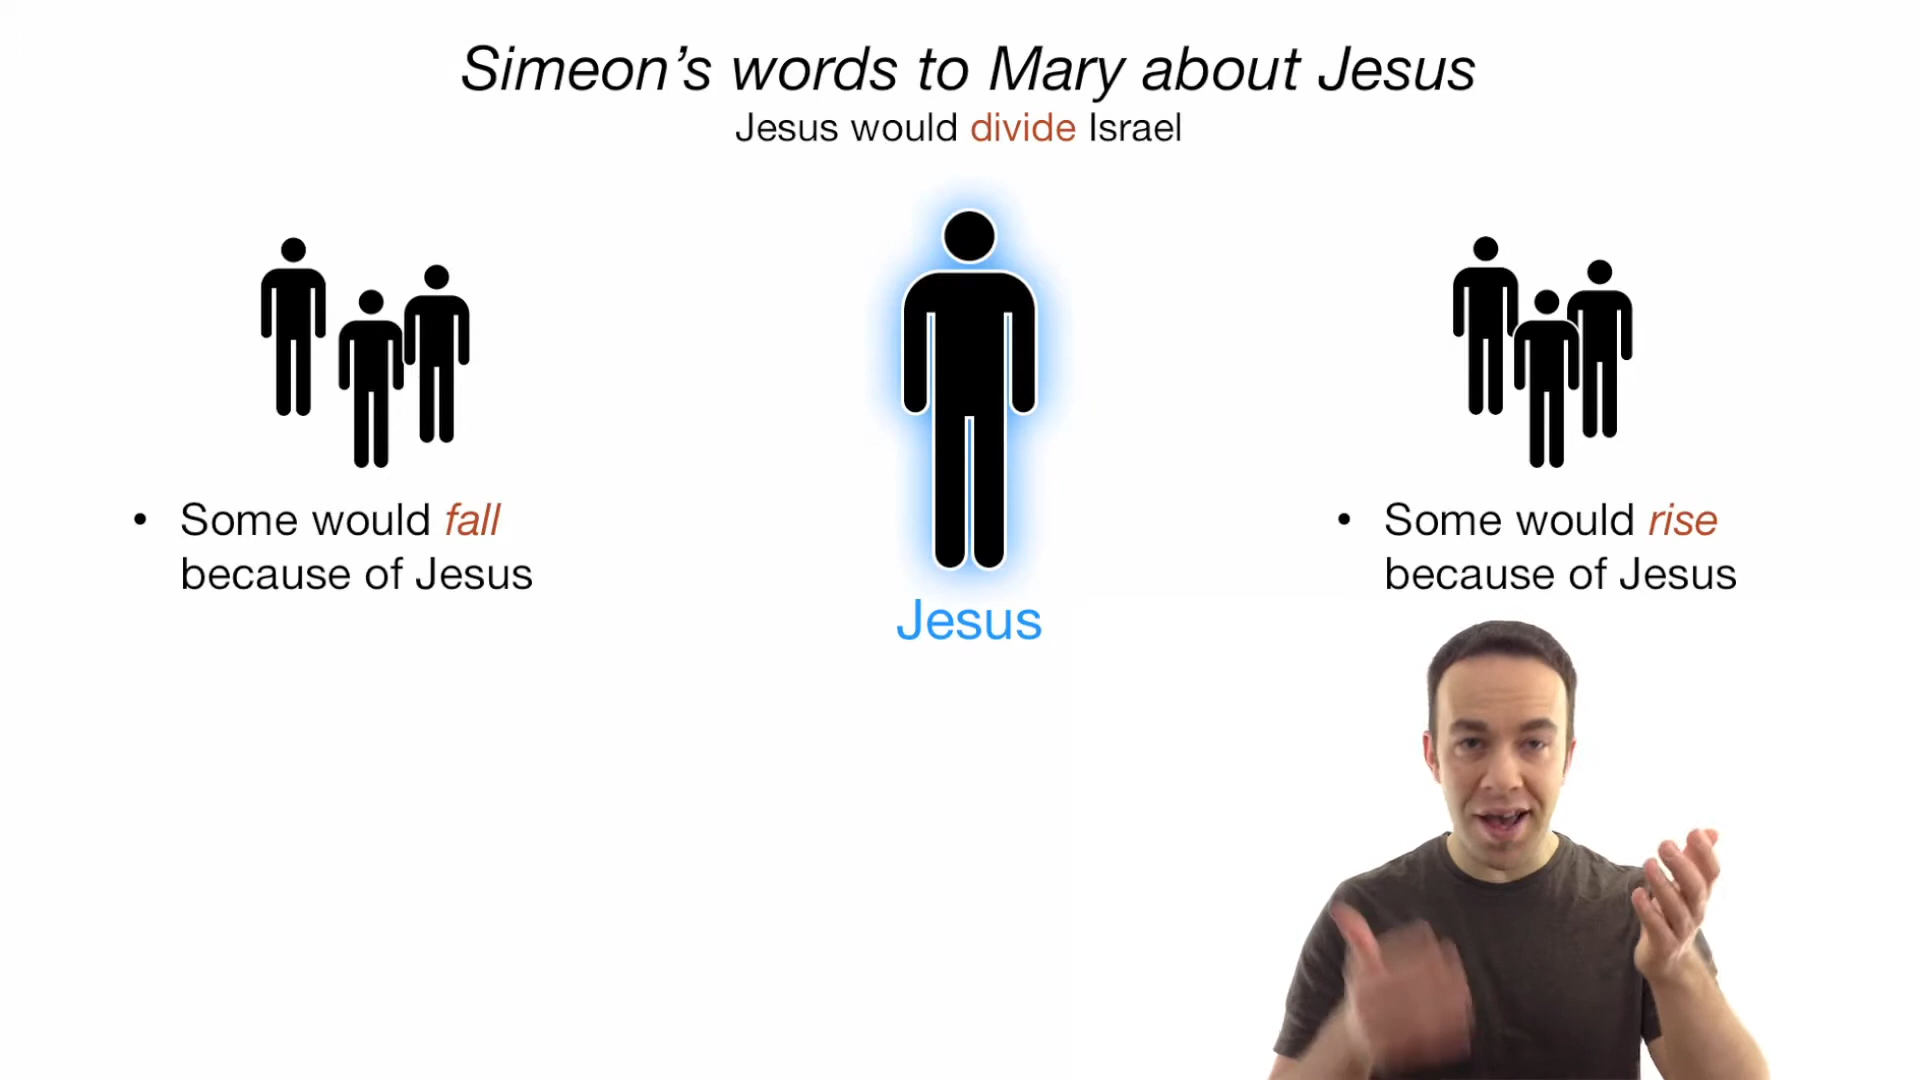 Simeon’s words to Mary about Jesus
Jesus would divide Israel
• Some would fall
because of Jesus
Jesus
• Some would rise
because of Jesus